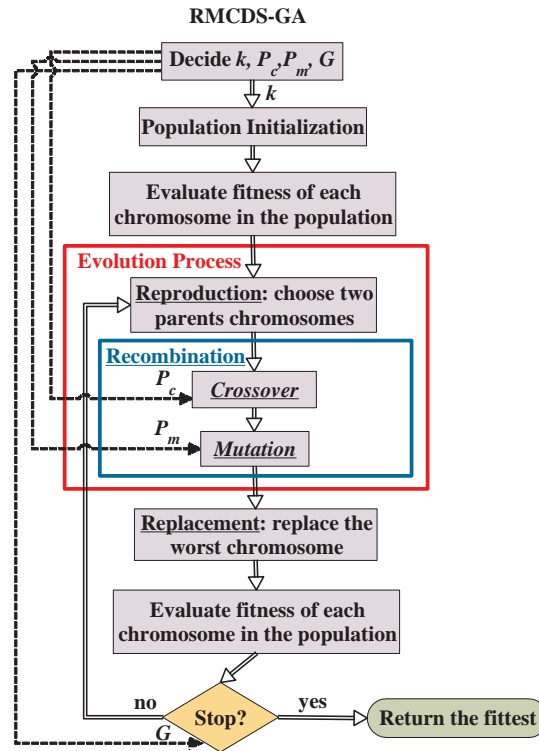 RMCDS-GA
Decide k, Pc,Pm, G
k
Population Initialization
Evaluate fitness of each
chromosome in the population
Evolution Process
Reproduction: choose two
parents chromosomes
Recombination
Pc
Crossover
Pm
Mutation
Replacement: replace the
worst chromosome
Evaluate fitness of each
chromosome in the population
no
Stop?
yes
Return the fittest
G